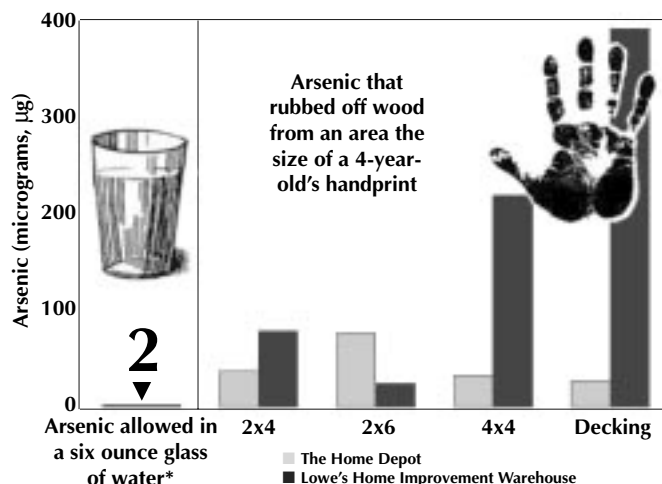 400
300
200
100
0
Arsenic (micrograms, µg)
Arsenic that
rubbed off wood
from an area the
size of a 4-year-
old's handprint
2
Arsenic allowed in
a six ounce glass
of water*
2x4
2x6
4x4
Decking
The Home Depot
Lowe's Home Improvement Warehouse